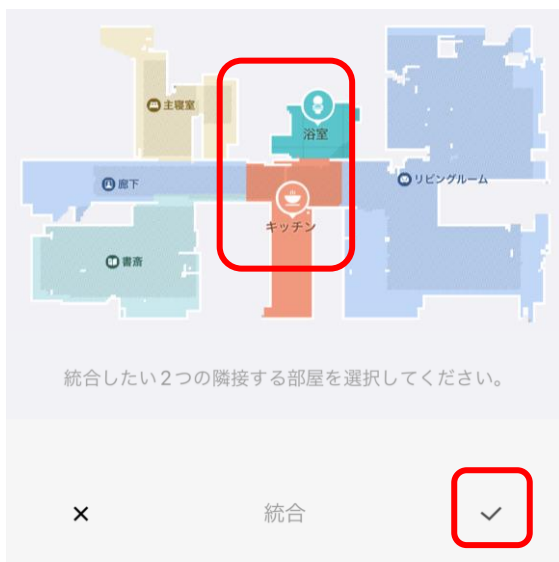 主寝室
浴室
廊下
リビングルーム
キッチン
書斎
統合したい2つの隣接する部屋を選択してください。
統合